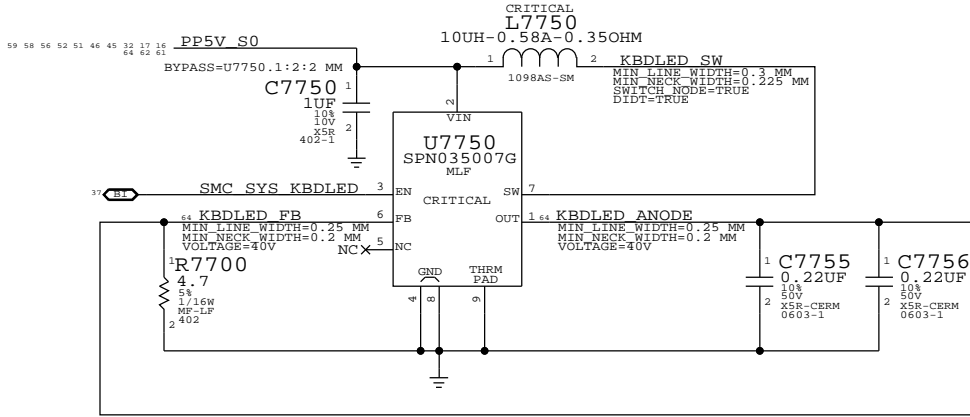 CRITICAL
L7750
10UH-0.58A-0.35OHM
59 58 56 52 51 46 45 32 17 16
64 62 61
PP5V_S0
1
2
KBDLED_SW
1098AS-SM
MIN_LINE_WIDTH=0.3 MM
MIN_NECK_WIDTH=0.225 MM
SWITCH_NODE=TRUE
DIDT=TRUE
BYPASS=U7750.1:2:2 MM
C7750
1
1UF
10%
10V
X5R
402-1
2
2
VIN
U7750
SPN035007G
MLF
CRITICAL
37
BI
SMC_SYS_KBDLED
3
EN
SW
7
64
KBDLED_FB
6
FB
OUT
1
64
KBDLED_ANODE
MIN_LINE_WIDTH=0.25 MM
MIN_NECK_WIDTH=0.2 MM
VOLTAGE=40V
MIN_LINE_WIDTH=0.25 MM
MIN_NECK_WIDTH=0.2 MM
VOLTAGE=40V
NC
5
NC
GND
THRM
PAD
4
8
9
1
R7700
4.7
5%
1/16W
MF-LF
402
2
1
C7755
0.22UF
10%
50V
X5R-CERM
0603-1
2
1
C7756
0.22UF
10%
50V
X5R-CERM
0603-1
2